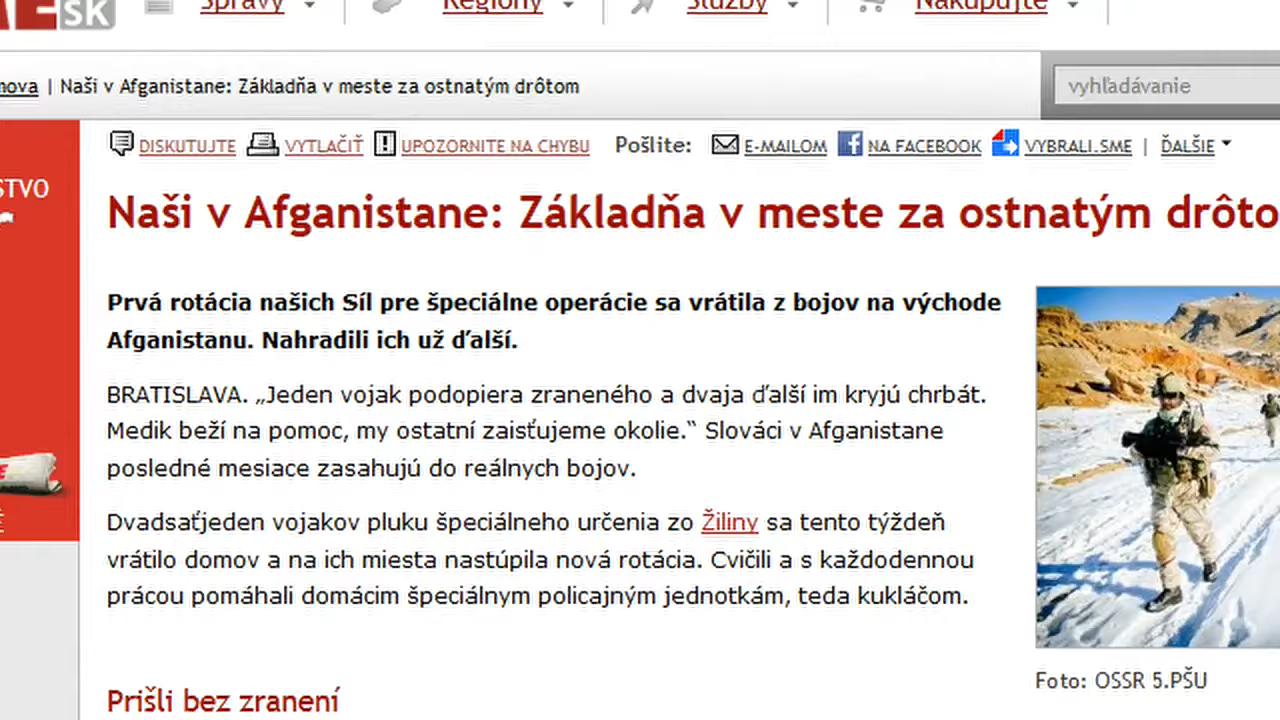 SK
Správy
Regióny
Služby
Nakupujte
mova | Naši v Afganistane: Základňa v meste za ostnatým drôtom
vyhľadávanie
DISKUTUJTE VYTLAČIŤ UPOZORNITE NA CHYBU Pošlite: E-MAILOM NA FACEBOOK VYBRALI.SME | ĎALŠIE
STVO
Naši v Afganistane: Základňa v meste za ostnatým drôto
Prvá rotácia našich Síl pre špeciálne operácie sa vrátila z bojov na východe
Afganistanu. Nahradili ich už ďalší.
BRATISLAVA. „Jeden vojak podopiera zraneného a dvaja ďalší im kryjú chrbát.
Medik beží na pomoc, my ostatní zaisťujeme okolie.“ Slováci v Afganistane
posledné mesiace zasahujú do reálnych bojov.
Dvadsaťjeden vojakov pluku špeciálneho určenia zo Žiliny sa tento týždeň
vrátilo domov a na ich miesta nastúpila nová rotácia. Cvičili a s každodennou
prácou pomáhali domácim špeciálnym policajným jednotkám, teda kukláčom.
Foto: OSSR 5.PŠU
Prišli bez zranení